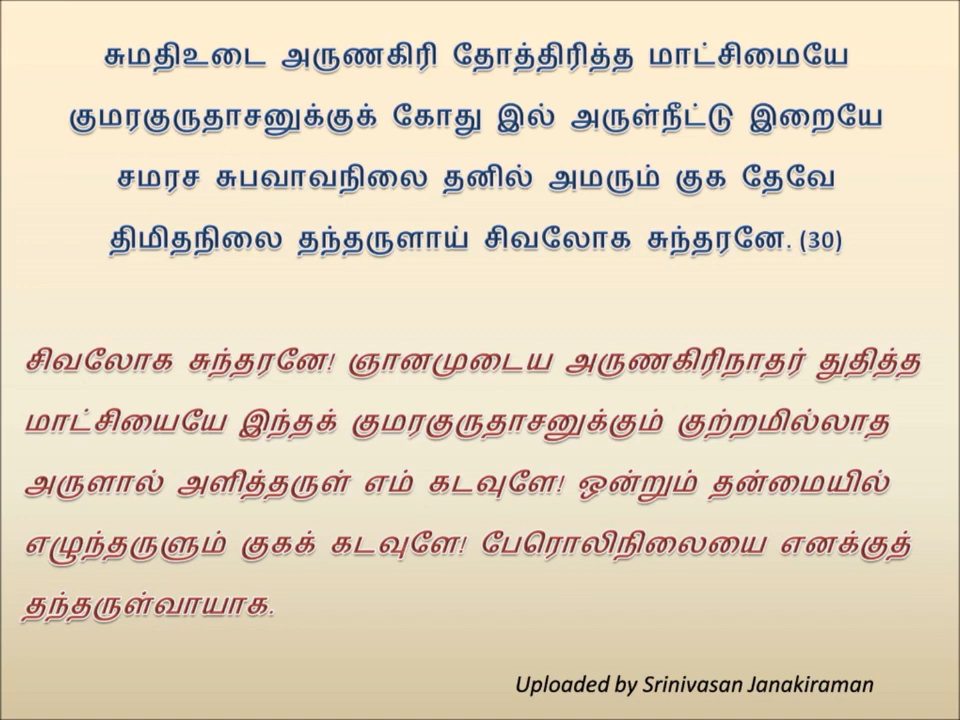 சுமதிஉடை அருணகிரி தோத்திரித்த மாட்சிமையே
குமரகுருதாசனுக்குக் கோது இல் அருள்நீட்டு இறையே
சமரச சுபவாவநிலை தனில் அமரும் குக தேவே
திமிதநிலை தந்தருளாய் சிவலோக சுந்தரனே. (30)
சிவலோக சுந்தரனே! ஞானமுடைய அருணகிரிநாதர் துதித்த
மாட்சியையே இந்தக் குமரகுருதாசனுக்கும் குற்றமில்லாத
அருளால் அளித்தருள் எம் கடவுளே! ஒன்றும் தன்மையில்
எழுந்தருளும் குகக் கடவுளே! பேரொலிநிலையை எனக்குத்
தந்தருள்வாயாக.
Uploaded by Srinivasan Janakiraman